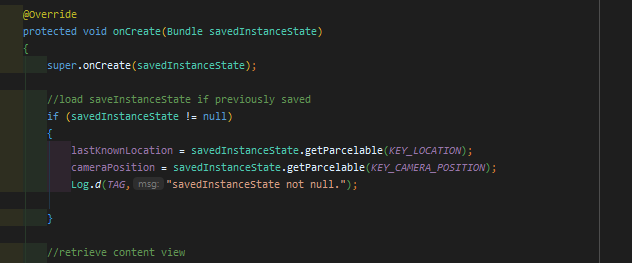 @Override
protected void onCreate(Bundle savedInstanceState)
{
super.onCreate(savedInstanceState);
//load saveInstanceState if previously saved
if (savedInstanceState != null)
{
lastKnownLocation = savedInstanceState.getParcelable(KEY_LOCATION);
cameraPosition = savedInstanceState.getParcelable(KEY_CAMERA_POSITION);
Log.d(TAG, msg: "savedInstanceState not null.");
}
//retrieve content view